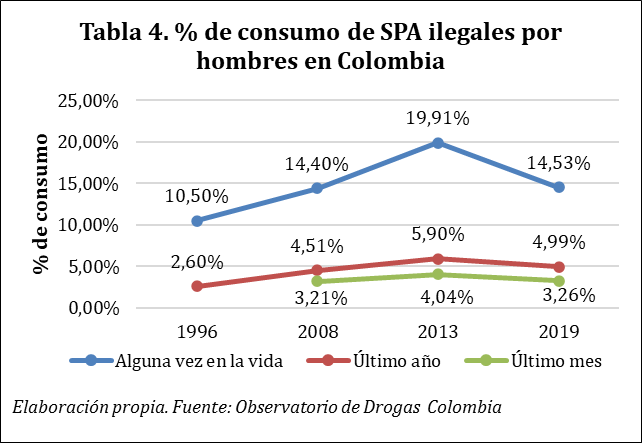 Tabla 4. % de consumo de SPA ilegales por
hombres en Colombia
% de consumo
25,00%
20,00%
15,00%
10,00%
5,00%
0,00%
10,50%
14,40%
19,91%
14,53%
2,60%
4,51%
5,90%
4,99%
3,21%
4,04%
3,26%
1996 2008 2013 2019
Alguna vez en la vida Último año Último mes
Elaboración propia. Fuente: Observatorio de Drogas Colombia